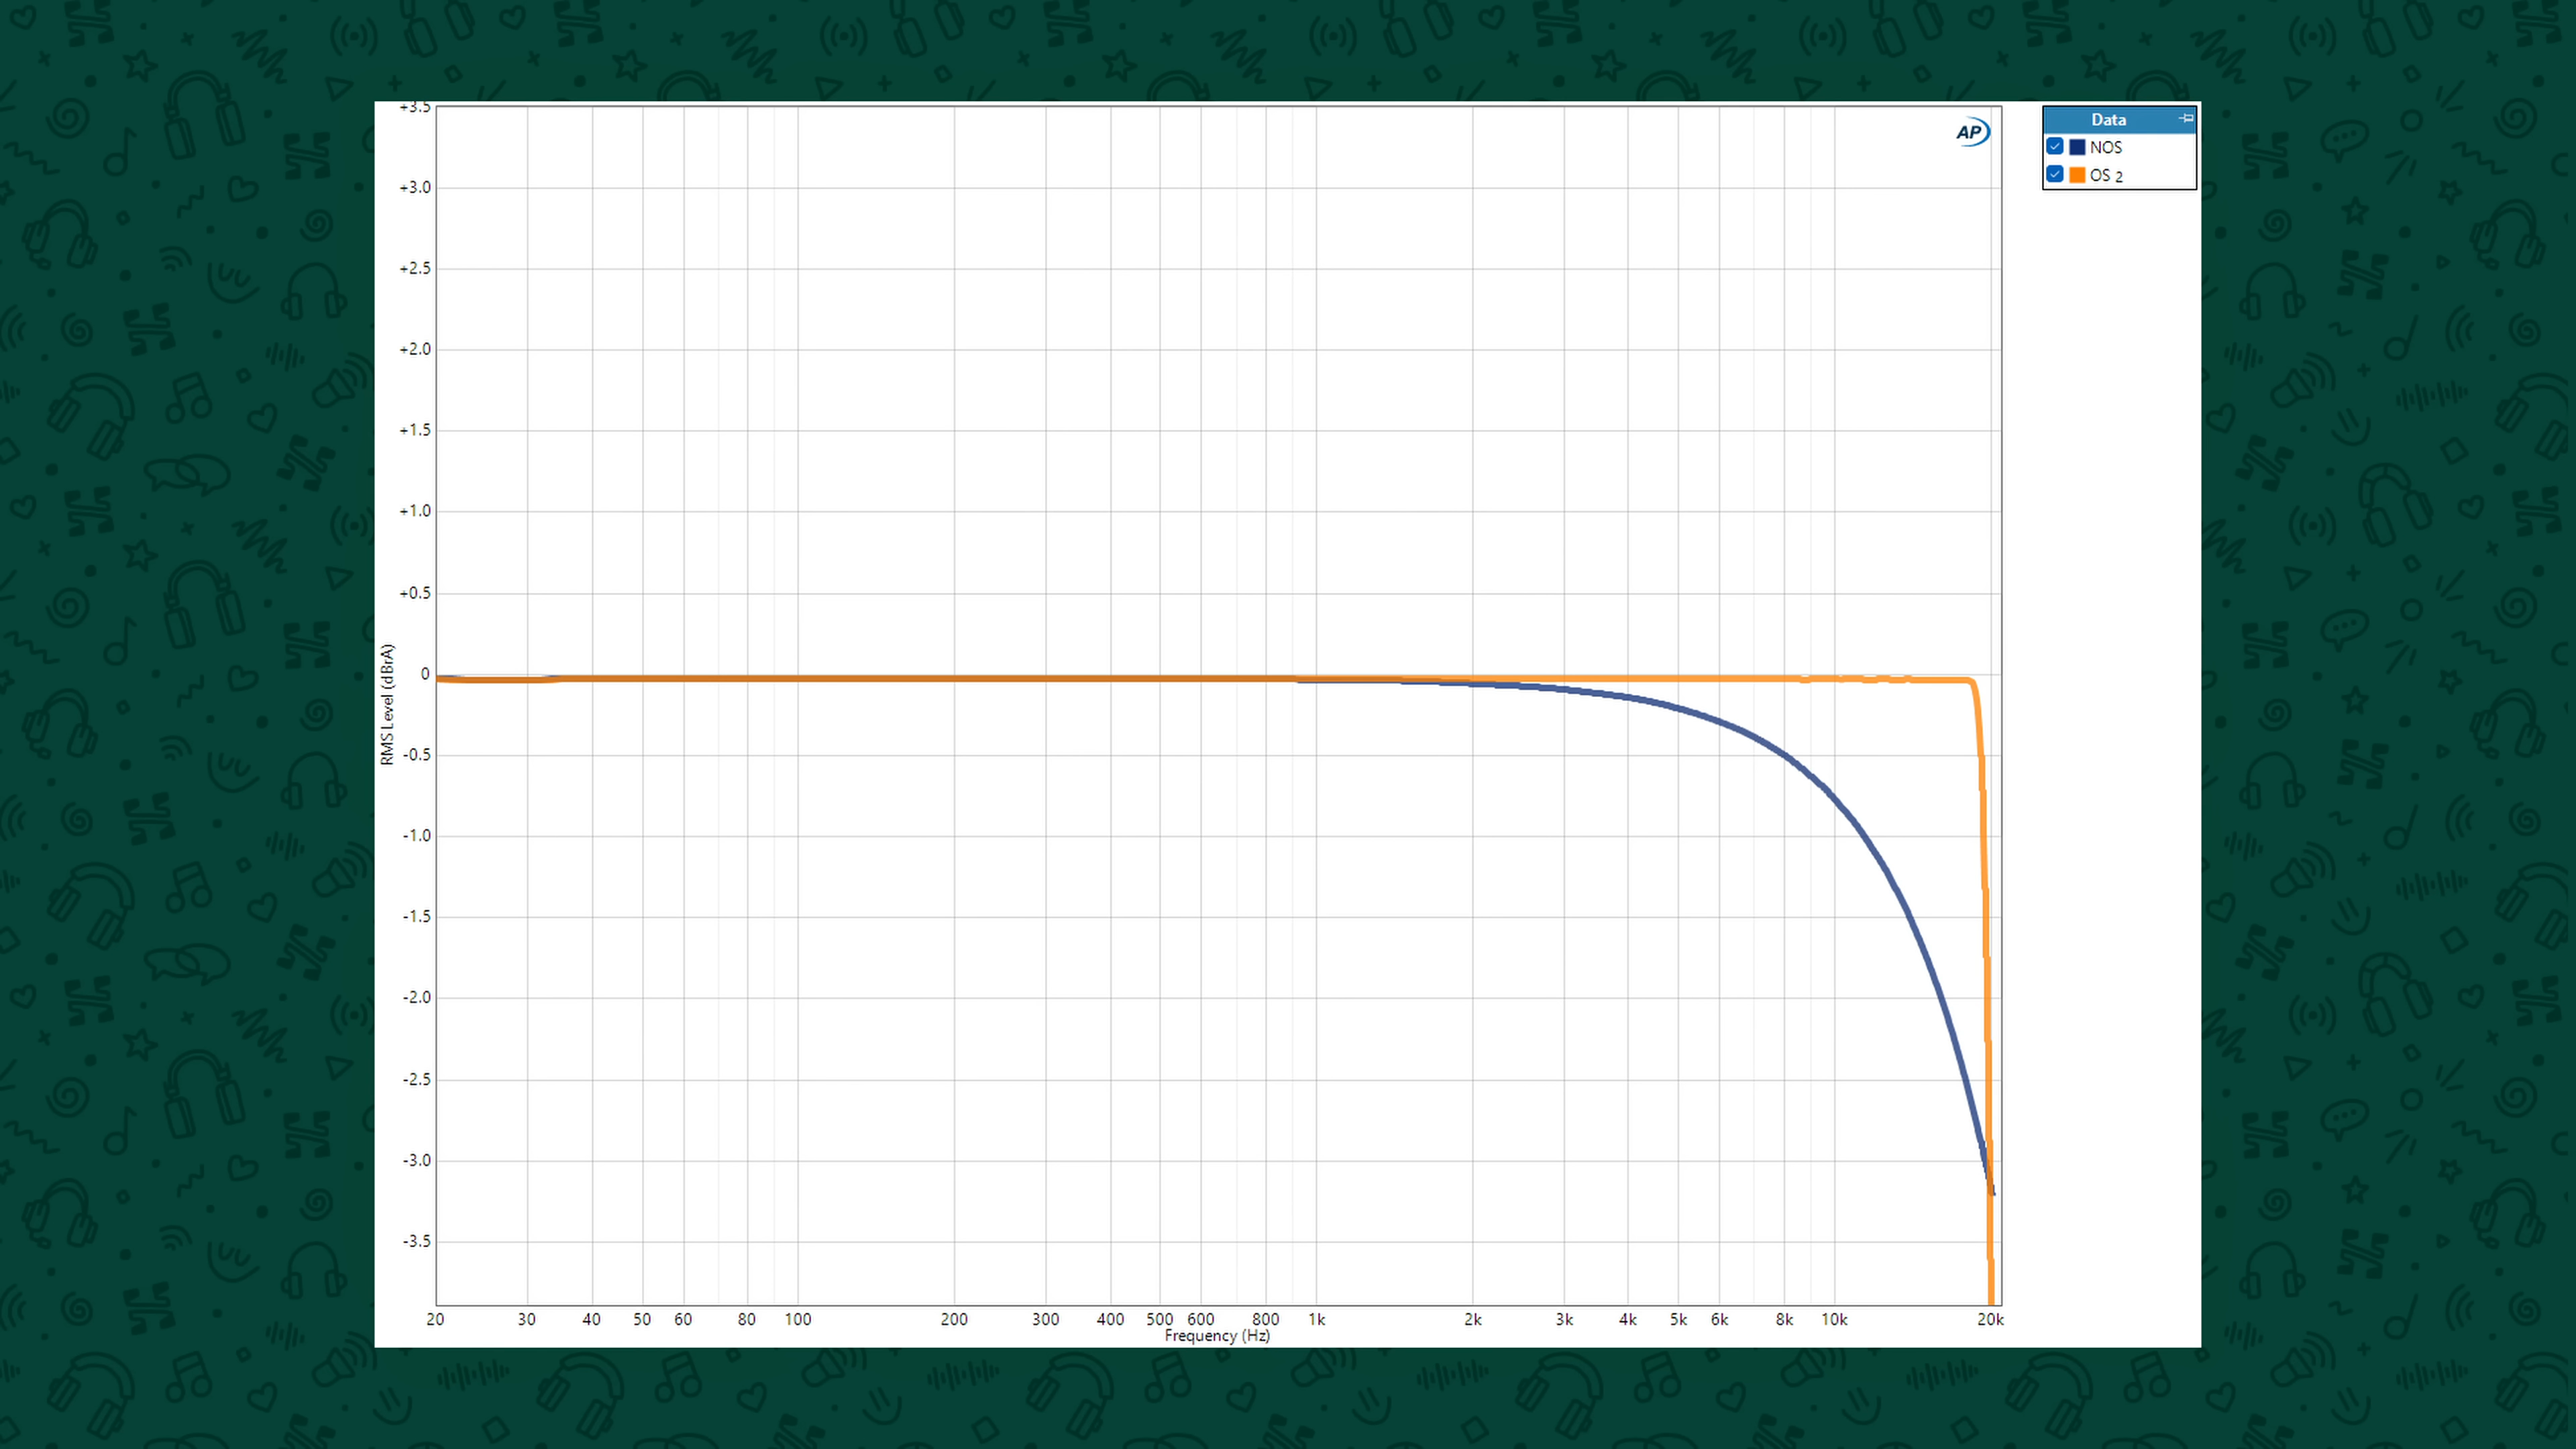 +3.5
AP
Data
NOS
OS 2
+3.0
+2.5
+2.0
+1.5
+1.0
+0.5
0
-0.5
-1.0
-1.5
-2.0
-2.5
-3.0
-3.5
RMS Level (dBrA)
20 30 40 50 60 80 100 200 300 400 500 600 800 1k 2k 3k 4k 5k 6k 8k 10k 20k
Frequency (Hz)